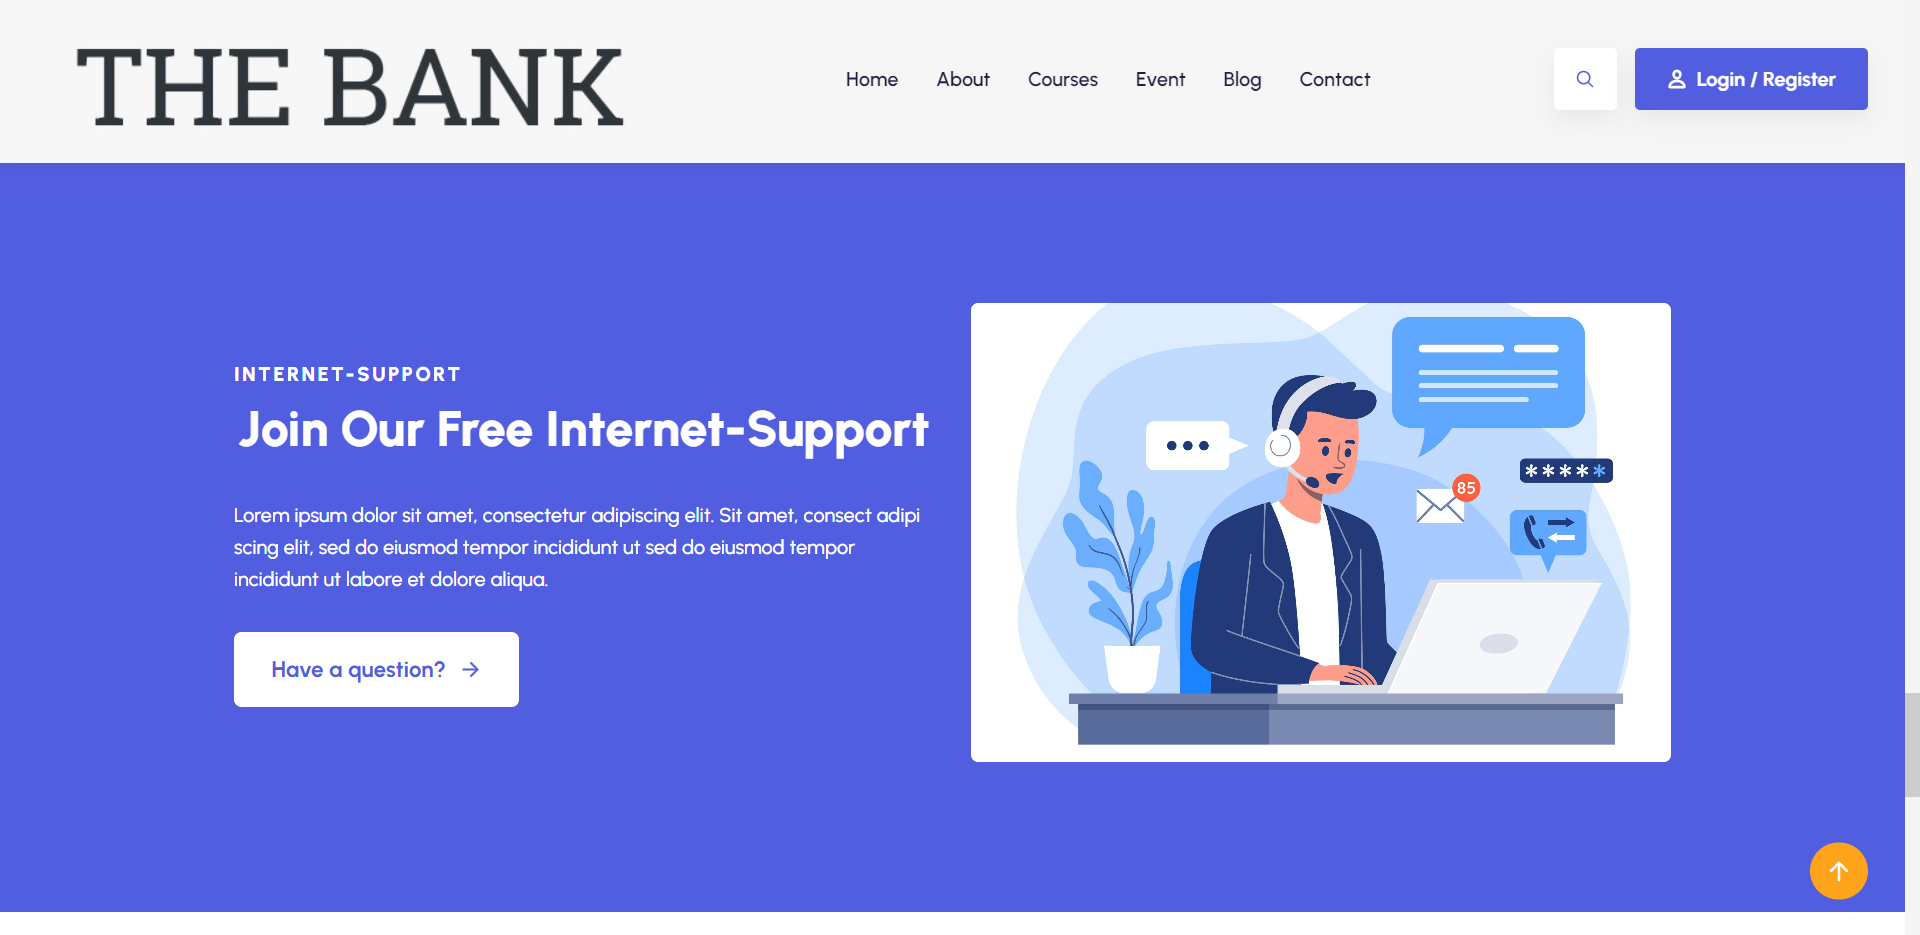 THE BANK
Home About Courses Event Blog Contact
Login / Register
INTERNET-SUPPORT
Join Our Free Internet-Support
Lorem ipsum dolor sit amet, consectetur adipiscing elit. Sit amet, consect adipi
scing elit, sed do eiusmod tempor incididunt ut sed do eiusmod tempor
incididunt ut labore et dolore aliqua.
Have a question?
85
*****